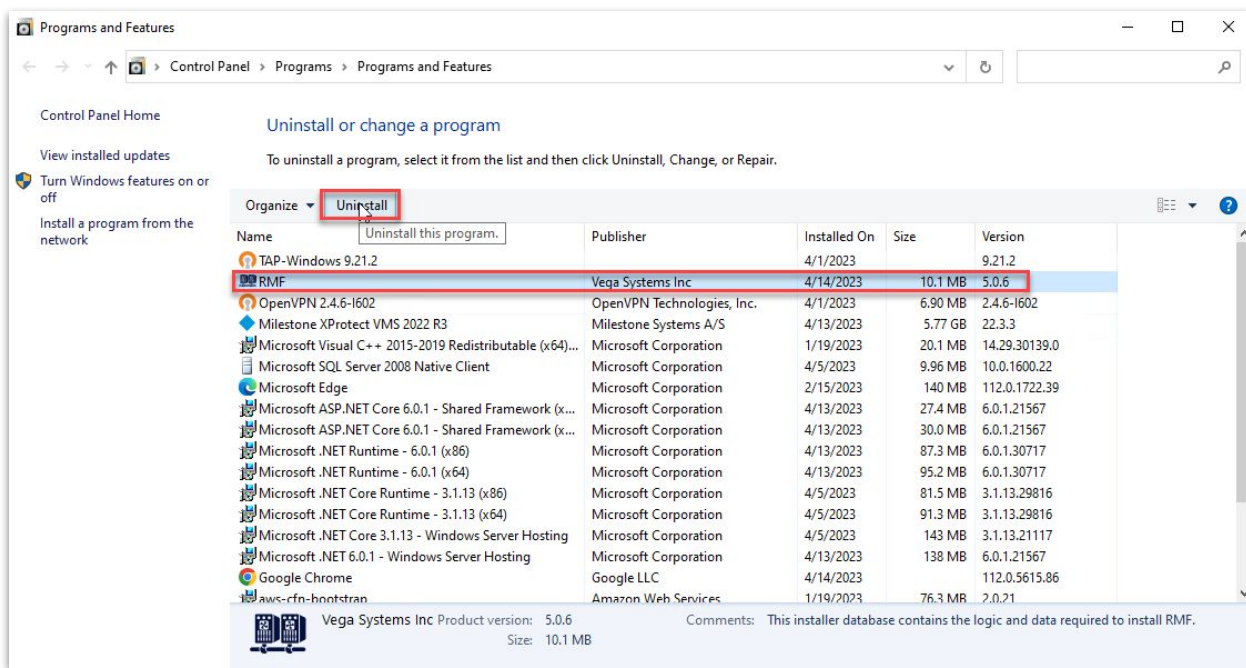 Programs and Features
Control Panel > Programs > Programs and Features
Control Panel Home
View installed updates
Turn Windows features on or
off
Install a program from the
network
Uninstall or change a program
To uninstall a program, select it from the list and then click Uninstall, Change, or Repair.
Organize Uninstall
Uninstall this program.
Name Publisher Installed On Size Version
TAP-Windows 9.21.2 4/1/2023 9.21.2
RMF Vega Systems Inc 4/14/2023 10.1 MB 5.0.6
OpenVPN 2.4.6-I602 OpenVPN Technologies, Inc. 4/1/2023 6.90 MB 2.4.6-I602
Milestone XProtect VMS 2022 R3 Milestone Systems A/S 4/13/2023 5.77 GB 22.3.3
Microsoft Visual C++ 2015-2019 Redistributable (x64)... Microsoft Corporation 1/19/2023 20.1 MB 14.29.30139.0
Microsoft SQL Server 2008 Native Client Microsoft Corporation 4/5/2023 9.96 MB 10.0.1600.22
Microsoft Edge Microsoft Corporation 2/15/2023 140 MB 112.0.1722.39
Microsoft ASP.NET Core 6.0.1 - Shared Framework (x... Microsoft Corporation 4/13/2023 27.4 MB 6.0.1.21567
Microsoft ASP.NET Core 6.0.1 - Shared Framework (x... Microsoft Corporation 4/13/2023 30.0 MB 6.0.1.21567
Microsoft .NET Runtime - 6.0.1 (x86) Microsoft Corporation 4/13/2023 87.3 MB 6.0.1.30717
Microsoft .NET Runtime - 6.0.1 (x64) Microsoft Corporation 4/13/2023 95.2 MB 6.0.1.30717
Microsoft .NET Core Runtime - 3.1.13 (x86) Microsoft Corporation 4/5/2023 81.5 MB 3.1.13.29816
Microsoft .NET Core Runtime - 3.1.13 (x64) Microsoft Corporation 4/5/2023 91.3 MB 3.1.13.29816
Microsoft .NET Core 3.1.13 - Windows Server Hosting Microsoft Corporation 4/5/2023 143 MB 3.1.13.21117
Microsoft .NET 6.0.1 - Windows Server Hosting Microsoft Corporation 4/13/2023 138 MB 6.0.1.21567
Google Chrome Google LLC 4/14/2023 112.0.5615.86
aws-cfn-bootstrap Amazon Web Services 1/19/2023 76.3 MB 2.0.21
Vega Systems Inc Product version: 5.0.6 Comments: This installer database contains the logic and data required to install RMF.
Size: 10.1 MB